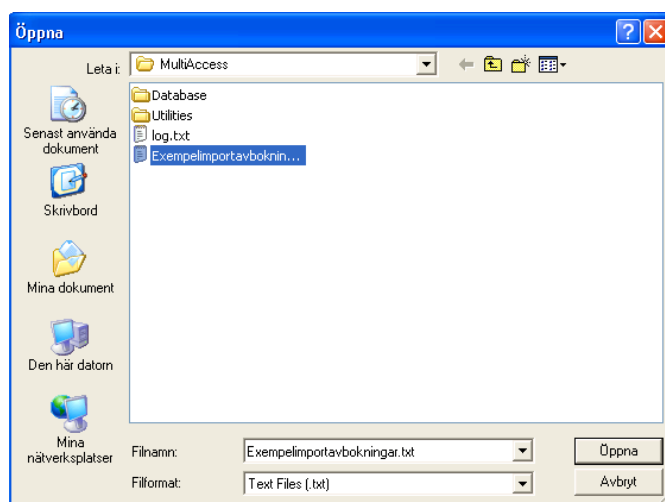 Öppna
Leta i:
MultiAccess
Senast använda
dokument
Skrivbord
Mina dokument
Den här datorn
Mina
nätverksplatser
Database
Utilities
log.txt
Exempelimportavboknin...
Filnamn:
Exempelimportavbokningar.txt
Öppna
Filformat:
Text Files (.txt)
Avbryt